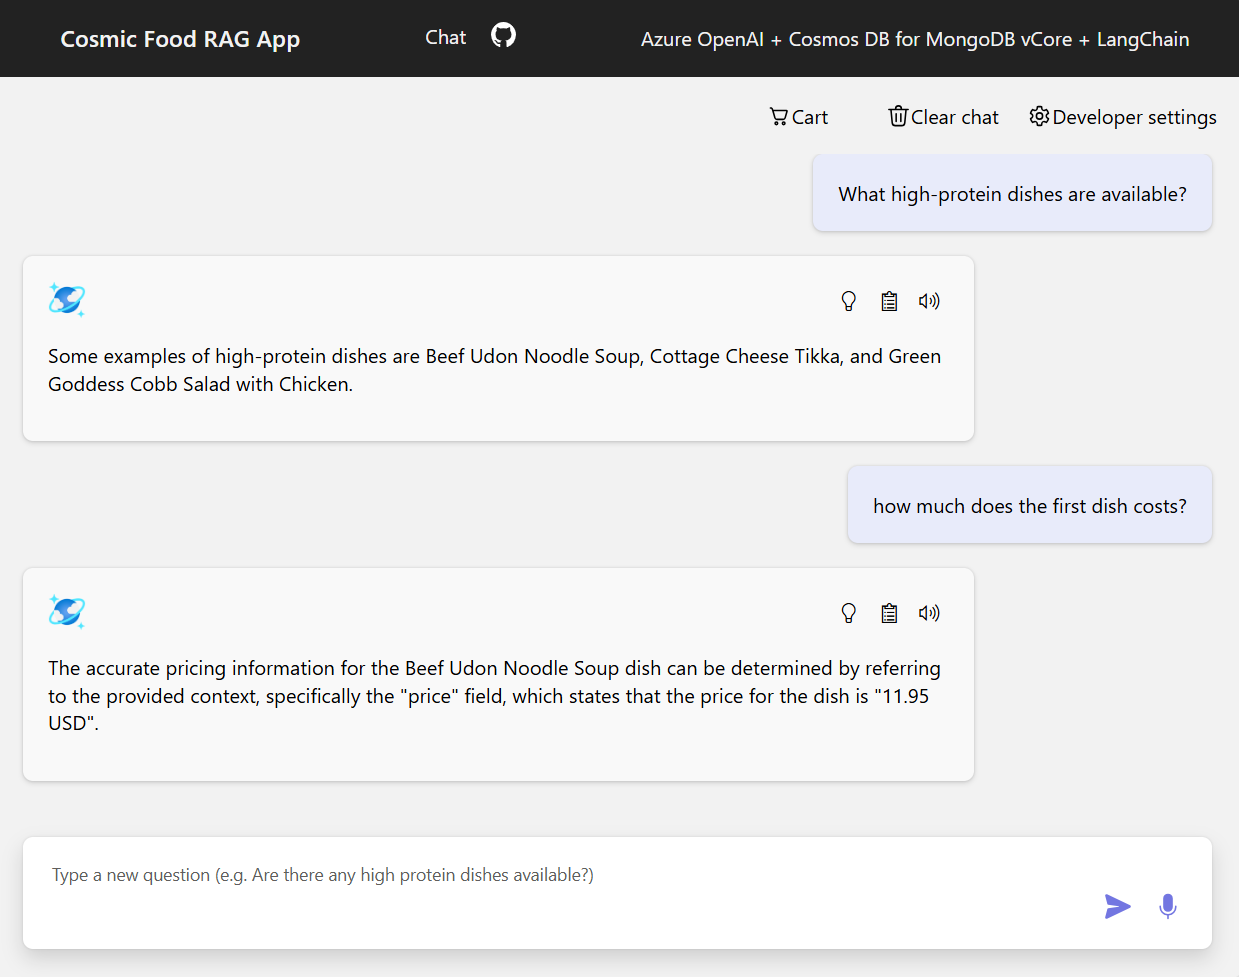 Cosmic Food RAG App
Chat
Azure OpenAI + Cosmos DB for MongoDB vCore + LangChain
Cart
Clear chat
Developer settings
What high-protein dishes are available?
Some examples of high-protein dishes are Beef Udon Noodle Soup, Cottage Cheese Tikka, and Green
Goddess Cobb Salad with Chicken.
how much does the first dish costs?
The accurate pricing information for the Beef Udon Noodle Soup dish can be determined by referring
to the provided context, specifically the "price" field, which states that the price for the dish is "11.95
USD".
Type a new question (e.g. Are there any high protein dishes available?)